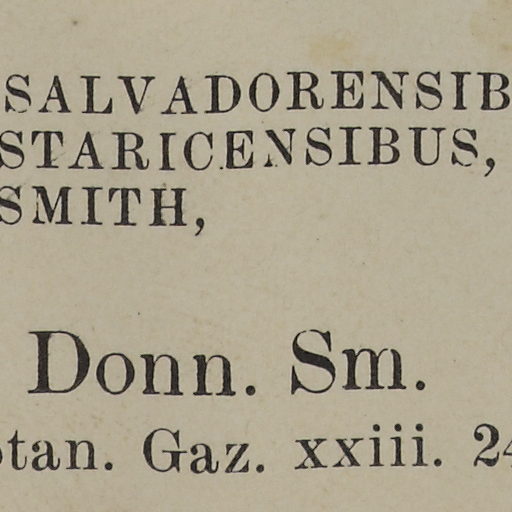 SALVADORENSIB
STARICENSIBUS,
SMITH,
Donn. Sm.
otan. Gaz. xxiii. 24